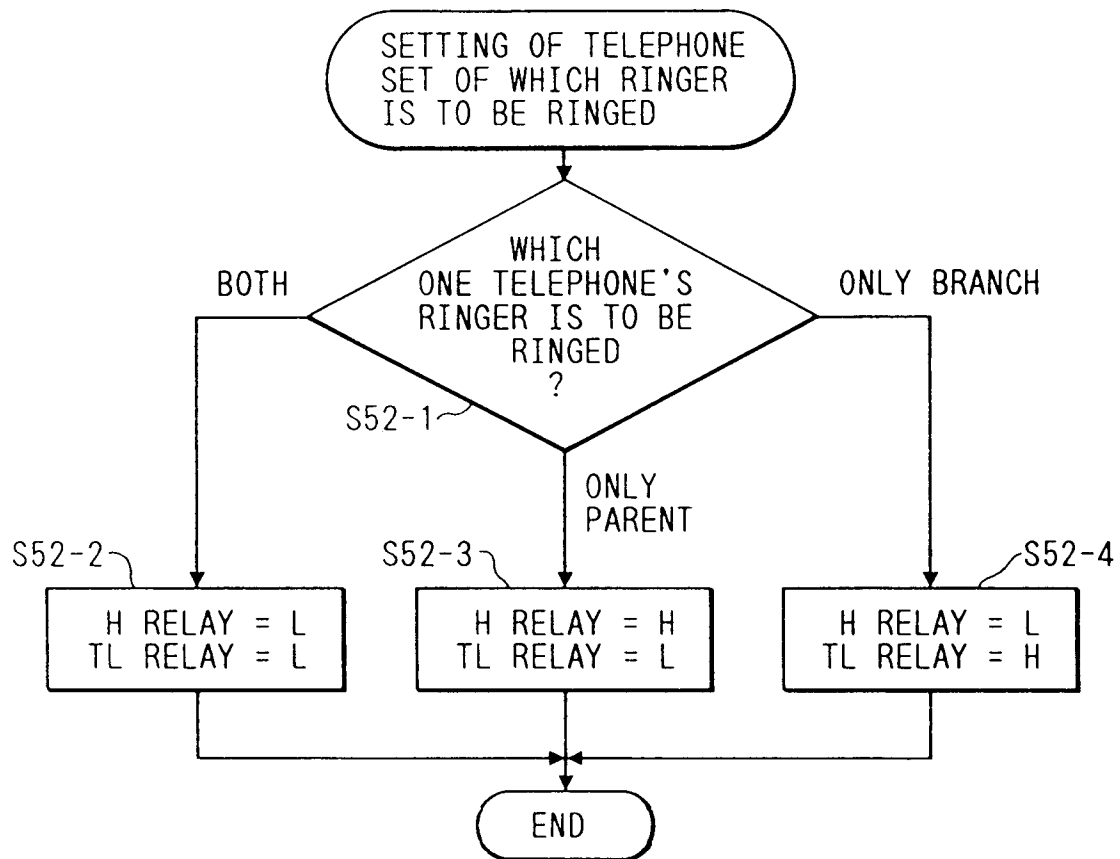 SETTING OF TELEPHONE
SET OF WHICH RINGER
IS TO BE RINGED
WHICH
ONE TELEPHONE'S
RINGER IS TO BE
RINGED
?
BOTH
ONLY BRANCH
S52-1
ONLY
PARENT
S52-2
H RELAY = L
TL RELAY = L
S52-3
H RELAY = H
TL RELAY = L
S52-4
H RELAY = L
TL RELAY = H
END